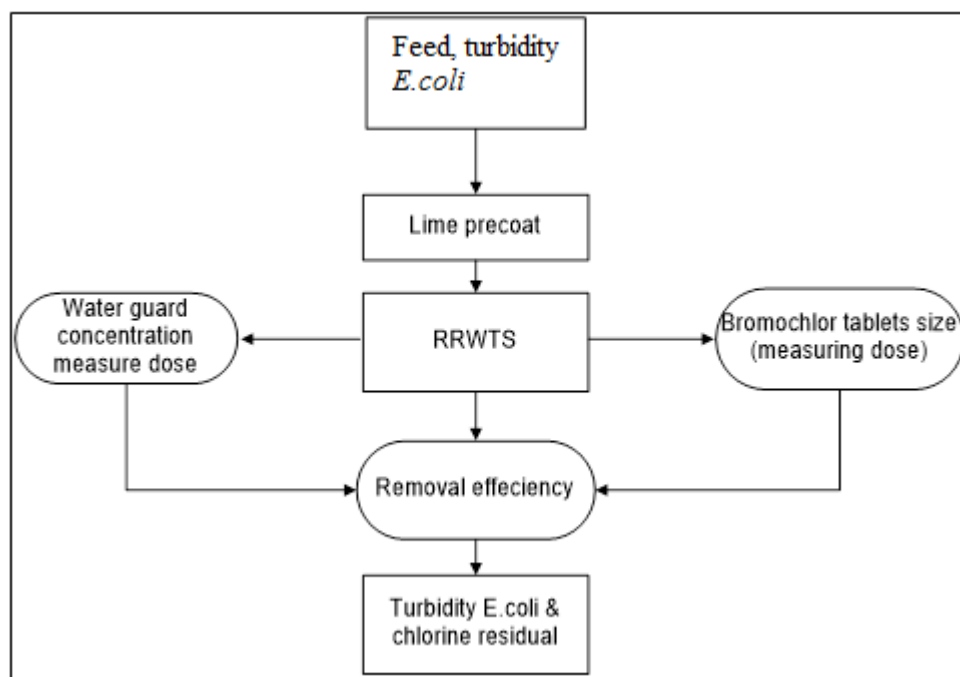 Feed, turbidity
E.coli
Lime precoat
Water guard
concentration
measure dose
RRWTS
Bromochlor tablets size
(measuring dose)
Removal effeciency
Turbidity E.coli &
chlorine residual